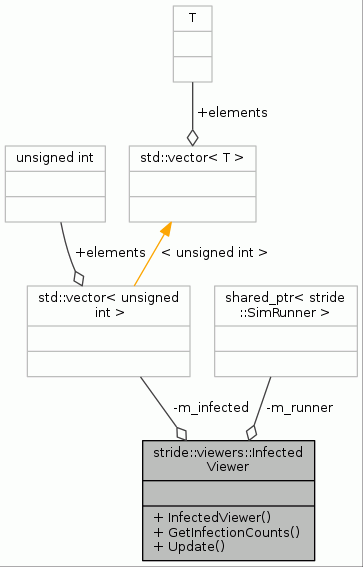 T
+elements
unsigned int
std::vector< T >
+elements
< unsigned int >
std::vector< unsigned
int >
shared_ptr< stride
::SimRunner >
-m_infected
-m_runner
stride::viewers::Infected
Viewer
+ InfectedViewer()
+ GetInfectionCounts()
+ Update()